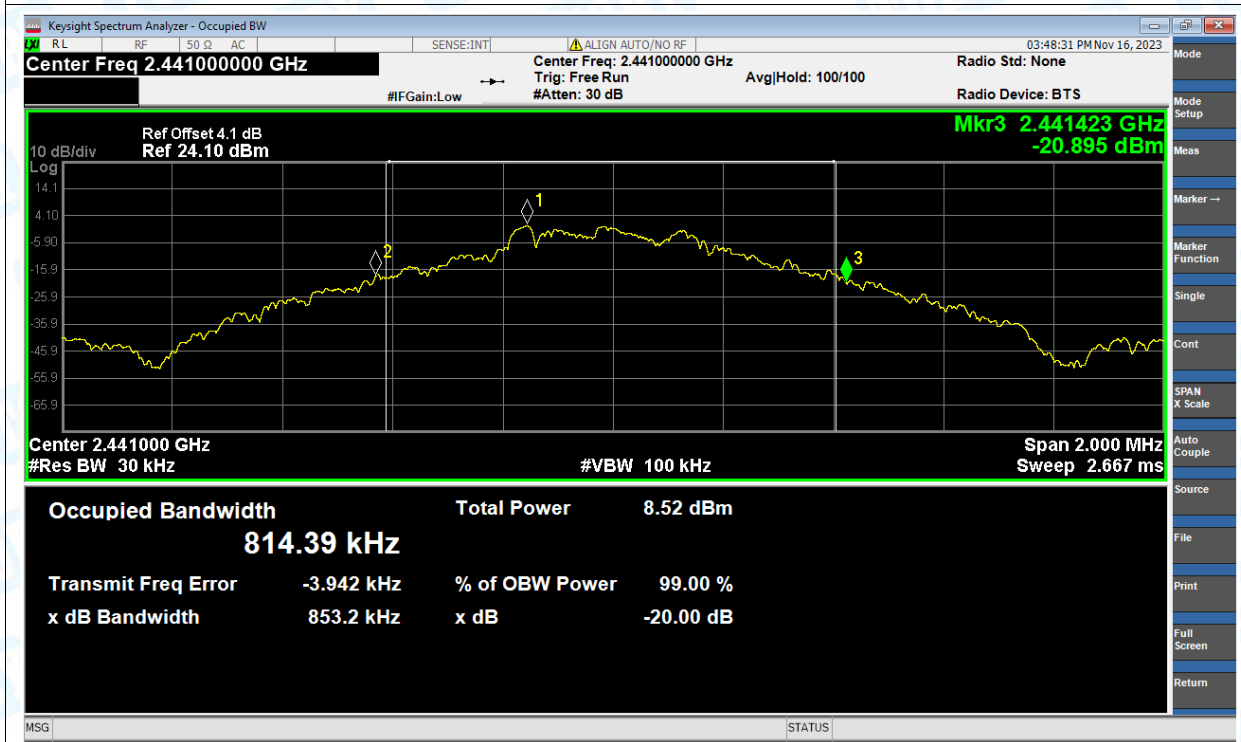 Keysight Spectrum Analyzer - Occupied BW
LXI RL RF 50 Ω AC SENSE:INT ALIGN AUTO/NO RF 03:48:31 PM Nov 16, 2023
Center Freq 2.441000000 GHz
Center Freq: 2.441000000 GHz Radio Std: None
Trig: Free Run Avg|Hold: 100/100
#IFGain:Low #Atten: 30 dB Radio Device: BTS
Mkr3 2.441423 GHz
-20.895 dBm
Ref Offset 4.1 dB
10 dB/div Ref 24.10 dBm
Log
14.1
4.10
-5.90
-15.9
-25.9
-35.9
-45.9
-55.9
-65.9
1
2
3
Center 2.441000 GHz Span 2.000 MHz
#Res BW 30 kHz #VBW 100 kHz Sweep 2.667 ms
Occupied Bandwidth Total Power 8.52 dBm
814.39 kHz
Transmit Freq Error -3.942 kHz % of OBW Power 99.00 %
x dB Bandwidth 853.2 kHz x dB -20.00 dB
Mode
Mode
Setup
Meas
Marker →
Marker
Function
Single
Cont
SPAN
X Scale
Auto
Couple
Source
File
Print
Full
Screen
Return
MSG STATUS